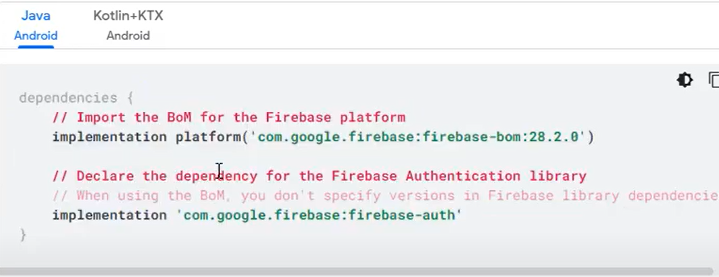 Java
Android
Kotlin+KTX
Android
dependencies {
// Import the BoM for the Firebase platform
implementation platform('com.google.firebase:firebase-bom:28.2.0')
// Declare the dependency for the Firebase Authentication library
// When using the BoM, you don't specify versions in Firebase library dependencie
implementation 'com.google.firebase:firebase-auth'
}